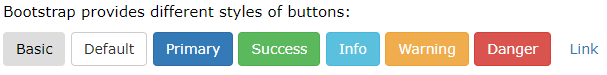 Bootstrap provides different styles of buttons:
Basic Default Primary Success Info Warning Danger Link